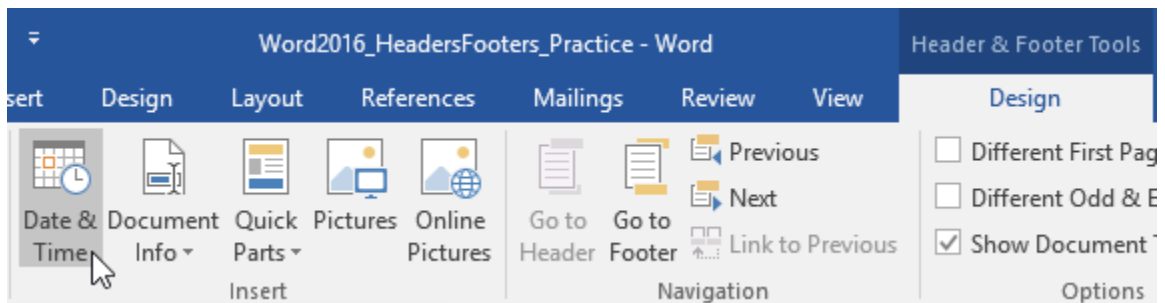 Word2016_HeadersFooters_Practice - Word
Header & Footer Tools
sert Design Layout References Mailings Review View Design
Date & Time
Document Info
Quick Parts
Pictures
Online Pictures
Go to Header
Go to Footer
Previous
Next
Link to Previous
Different First Pag
Different Odd & E
Show Document T
Insert
Navigation
Options